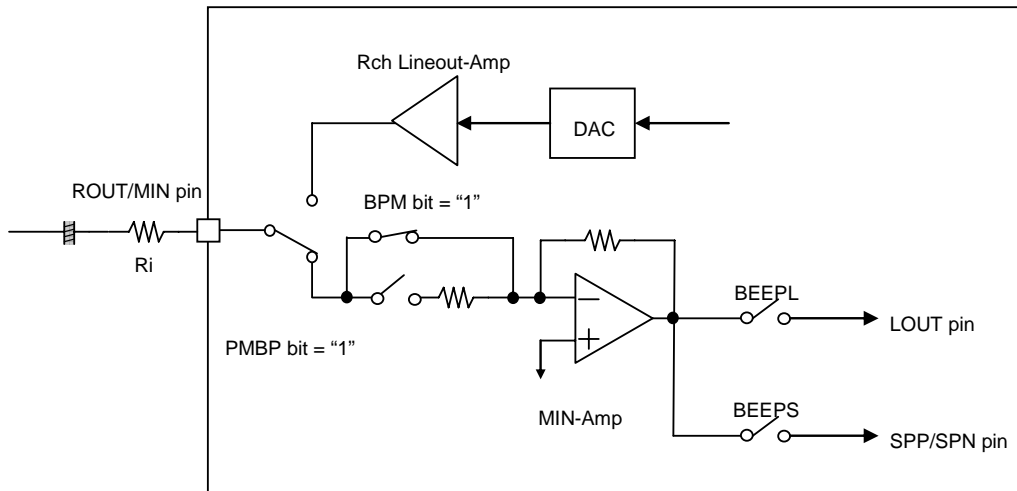 Rch Lineout-Amp
DAC
ROUT/MIN pin
BPM bit = “1”
Ri
BEEPL
LOUT pin
PMBP bit = “1”
MIN-Amp
BEEPS
SPP/SPN pin